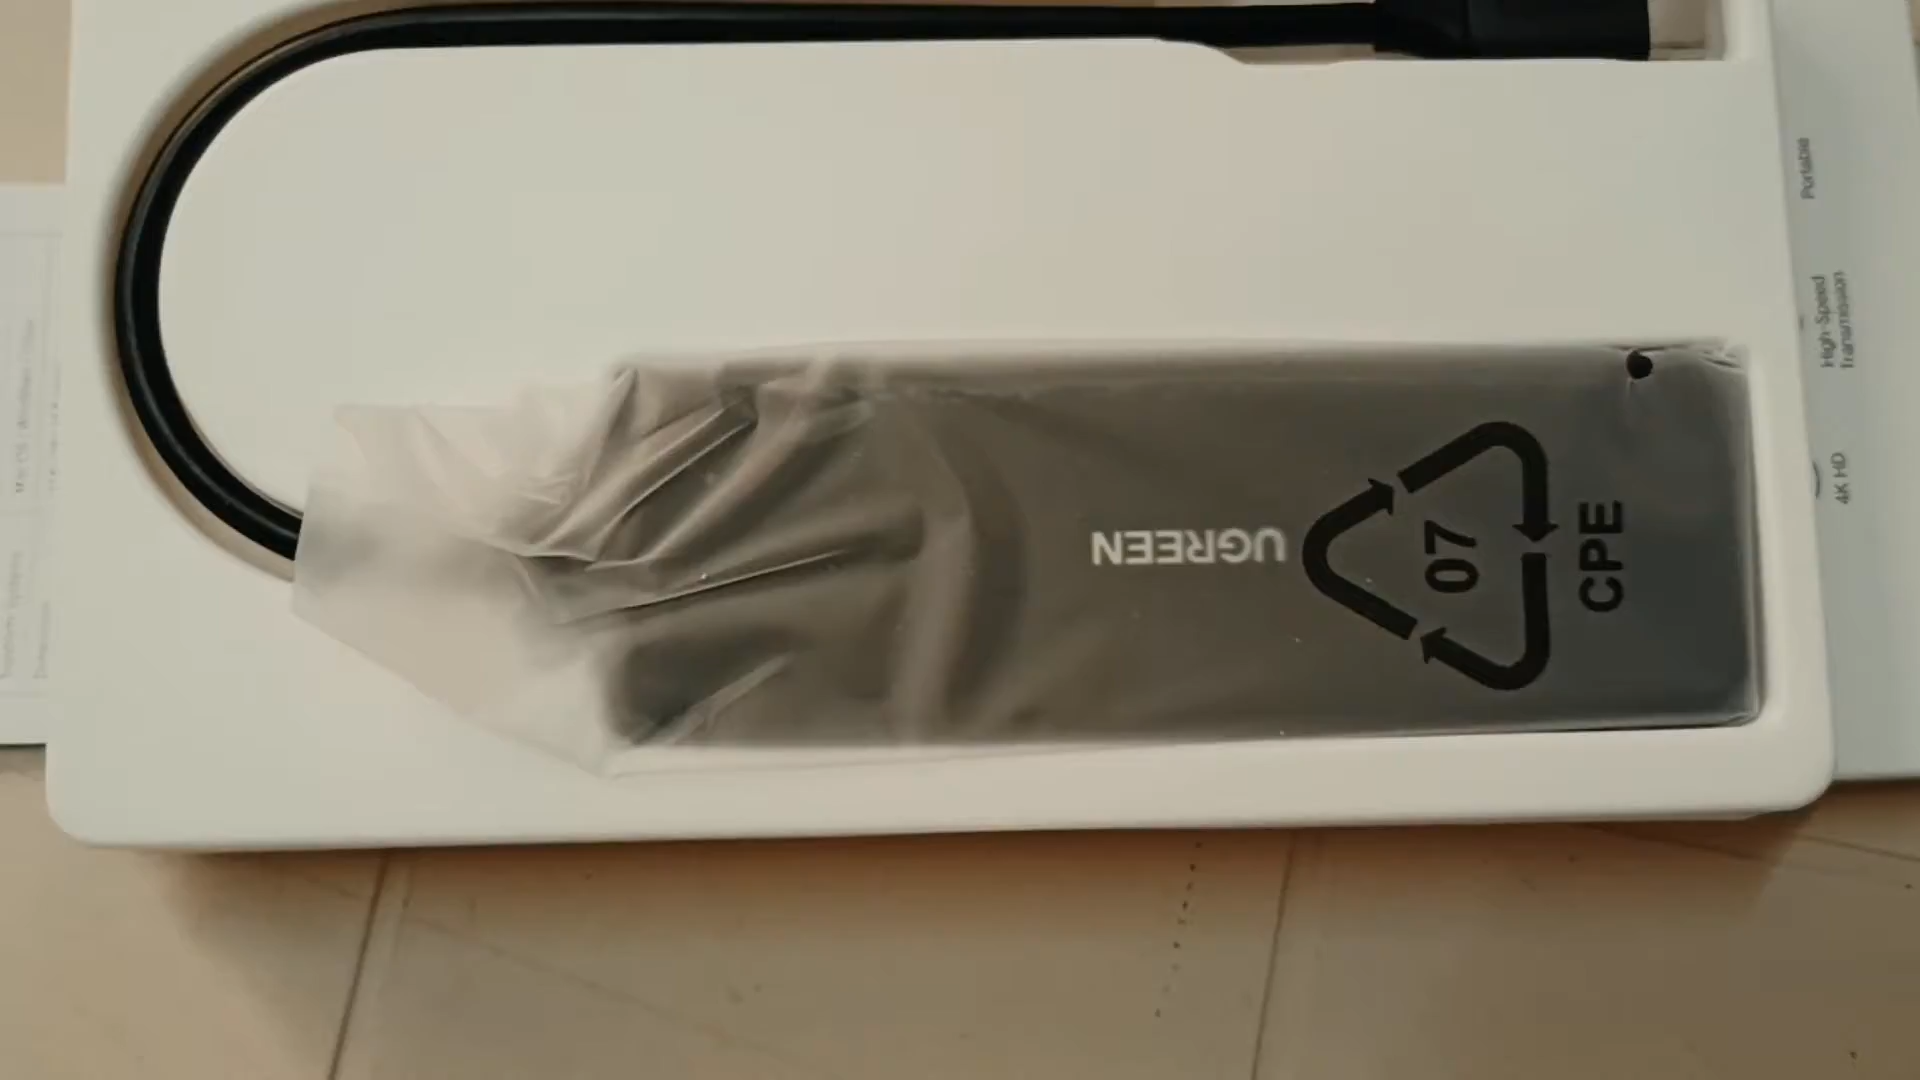 UGREEN
07
CPE
Portable
High-Speed
Transmission
4K HD